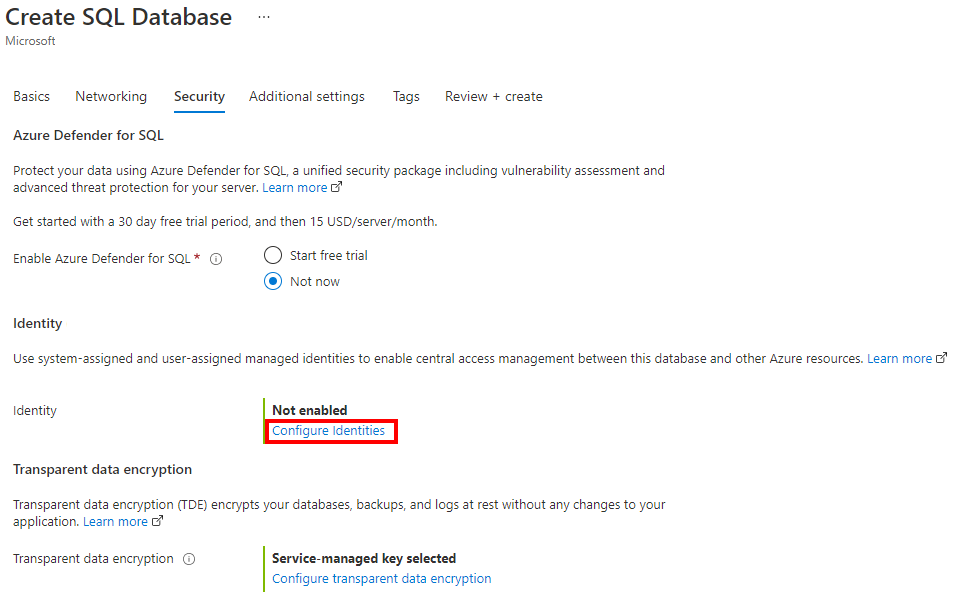 Create SQL Database ...
Microsoft
Basics Networking Security Additional settings Tags Review + create
Azure Defender for SQL
Protect your data using Azure Defender for SQL, a unified security package including vulnerability assessment and
advanced threat protection for your server. Learn more
Get started with a 30 day free trial period, and then 15 USD/server/month.
Enable Azure Defender for SQL *
Start free trial
Not now
Identity
Use system-assigned and user-assigned managed identities to enable central access management between this database and other Azure resources. Learn more
Identity
Not enabled
Configure Identities
Transparent data encryption
Transparent data encryption (TDE) encrypts your databases, backups, and logs at rest without any changes to your
application. Learn more
Transparent data encryption
Service-managed key selected
Configure transparent data encryption